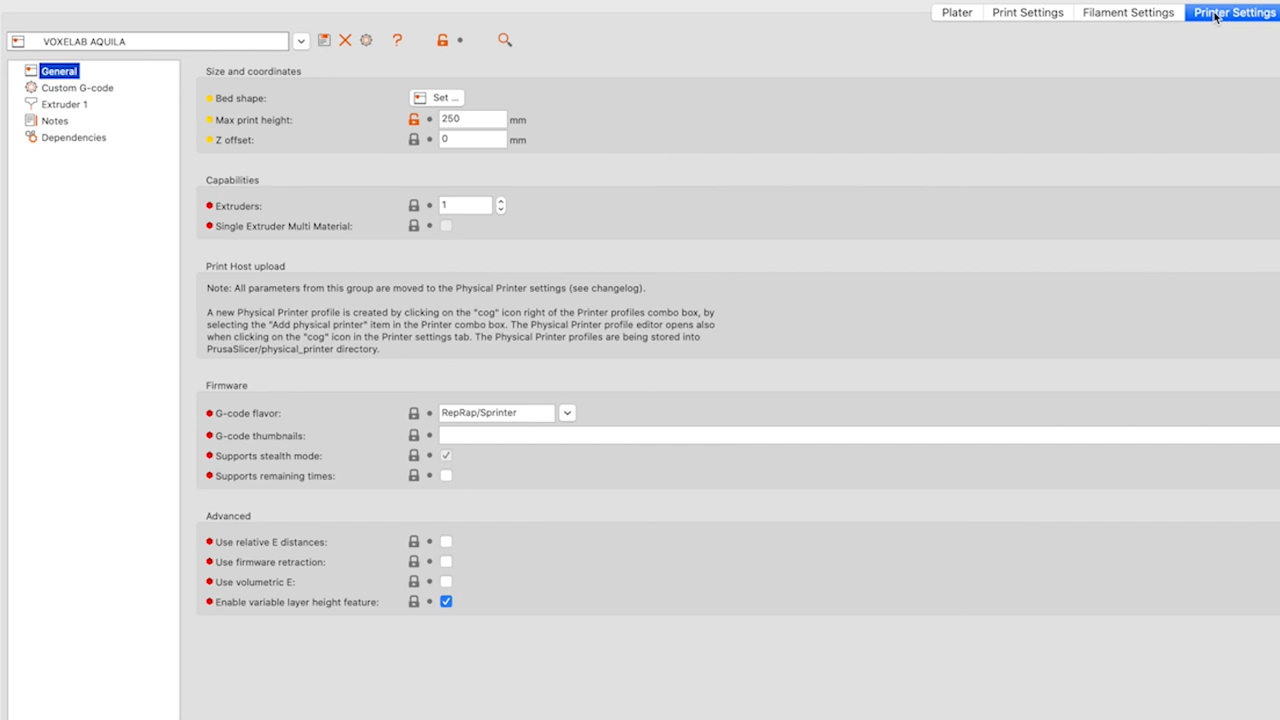 Plater
Print Settings
Filament Settings
Printer Settings
VOXELAB AQUILA
General
Custom G-code
Extruder 1
Notes
Dependencies
Size and coordinates
Bed shape:
Set ...
Max print height:
250
mm
Z offset:
0
mm
Capabilities
Extruders:
1
Single Extruder Multi Material:
Print Host upload
Note: All parameters from this group are moved to the Physical Printer settings (see changelog).
A new Physical Printer profile is created by clicking on the "cog" icon right of the Printer profiles combo box, by
selecting the "Add physical printer" item in the Printer combo box. The Physical Printer profile editor opens also
when clicking on the "cog" icon in the Printer settings tab. The Physical Printer profiles are being stored into
PrusaSlicer/physical_printer directory.
Firmware
G-code flavor:
RepRap/Sprinter
G-code thumbnails:
Supports stealth mode:
Supports remaining times:
Advanced
Use relative E distances:
Use firmware retraction:
Use volumetric E:
Enable variable layer height feature: